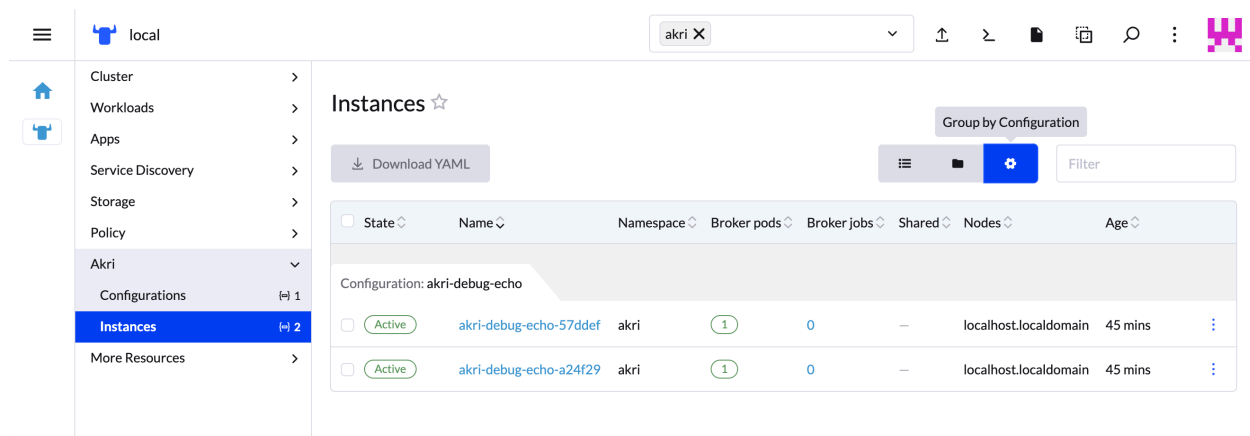 local
akri
Cluster
Workloads
Apps
Service Discovery
Storage
Policy
Akri
Configurations 1
Instances 2
More Resources
Instances
Group by Configuration
Download YAML
Filter
State Name Namespace Broker pods Broker jobs Shared Nodes Age
Configuration: akri-debug-echo
Active akri-debug-echo-57ddef akri 1 0 — localhost.localdomain 45 mins
Active akri-debug-echo-a24f29 akri 1 0 — localhost.localdomain 45 mins